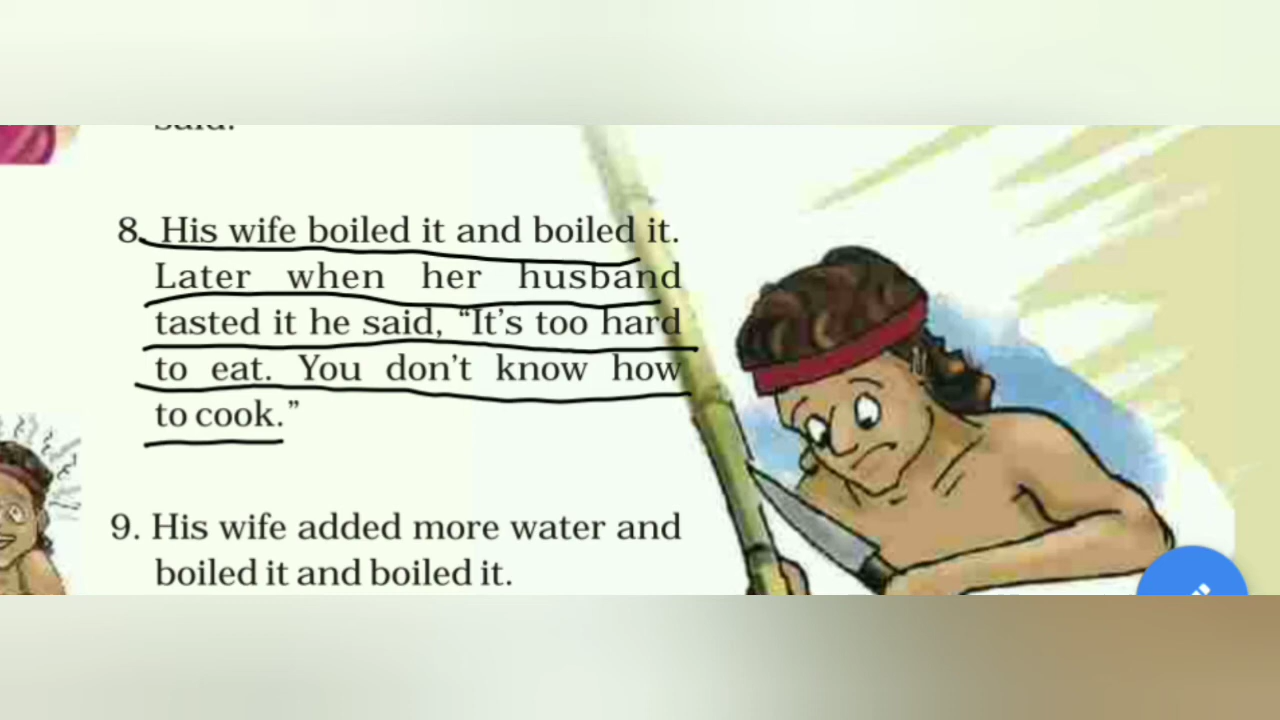 said.
8. His wife boiled it and boiled it.
Later when her husband
tasted it he said, “It’s too hard
to eat. You don’t know how
to cook.”
9. His wife added more water and
boiled it and boiled it.